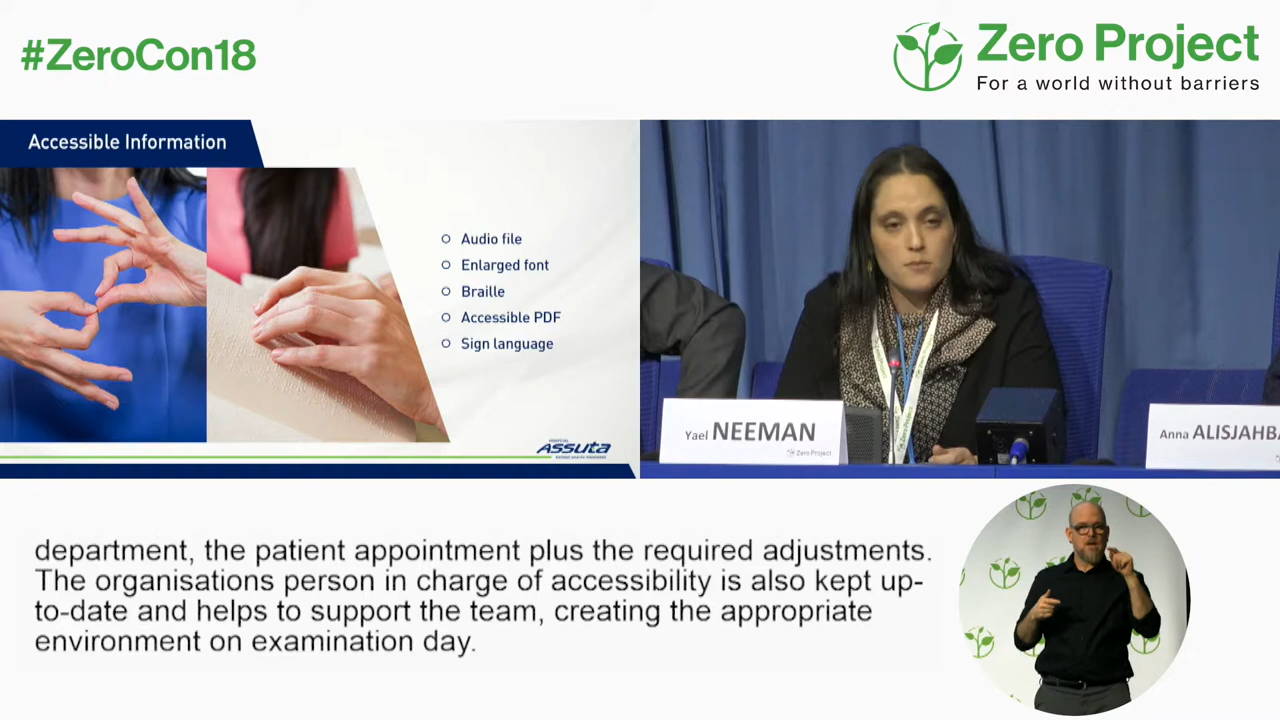 #ZeroCon18
Zero Project
For a world without barriers
Accessible Information
Audio file
Enlarged font
Braille
Accessible PDF
Sign language
ASSUTA
Yael NEEMAN
Zero Project
Anna ALISJAHBA
department, the patient appointment plus the required adjustments.
The organisations person in charge of accessibility is also kept up-
to-date and helps to support the team, creating the appropriate
environment on examination day.